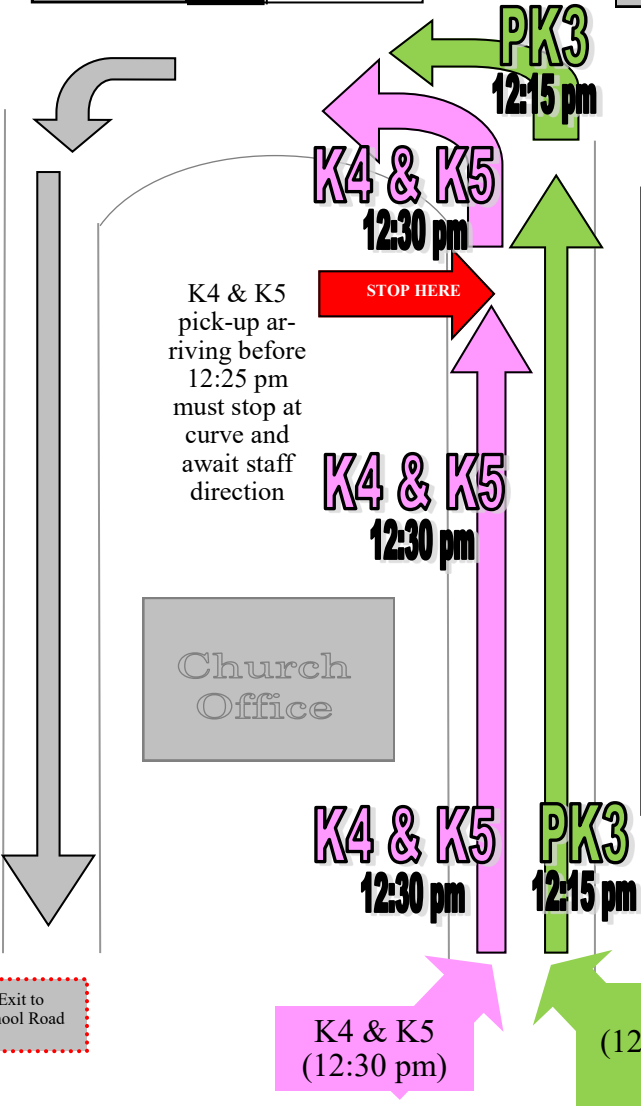 PK3
12:15 pm
K4 & K5
12:30 pm
STOP HERE
K4 & K5
pick-up ar-
riving before
12:25 pm
must stop at
curve and
await staff
direction
K4 & K5
12:30 pm
Church
Office
K4 & K5
12:30 pm
PK3
12:15 pm
Exit to
Road
K4 & K5
(12:30 pm)
(12